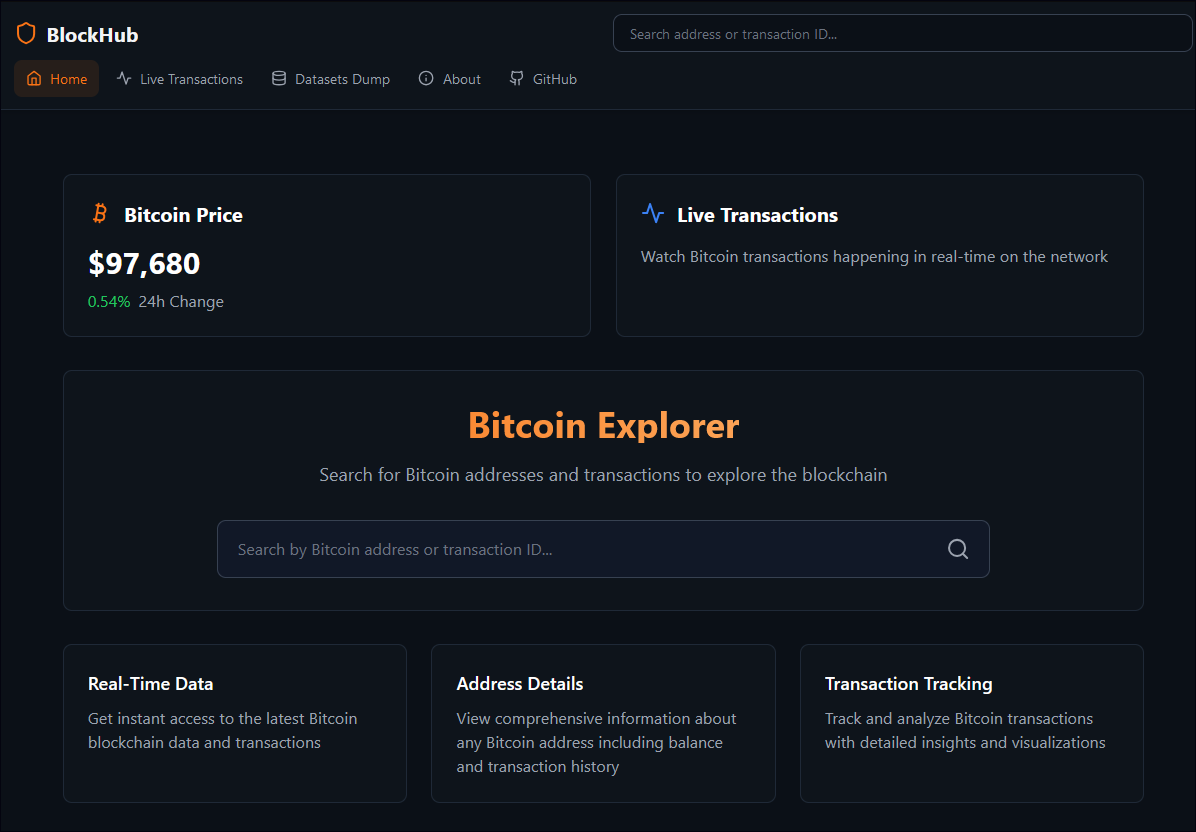 BlockHub
Search address or transaction ID...
Home
Live Transactions
Datasets Dump
About
GitHub
Bitcoin Price
$97,680
0.54% 24h Change
Live Transactions
Watch Bitcoin transactions happening in real-time on the network
Bitcoin Explorer
Search for Bitcoin addresses and transactions to explore the blockchain
Search by Bitcoin address or transaction ID...
Real-Time Data
Get instant access to the latest Bitcoin
blockchain data and transactions
Address Details
View comprehensive information about
any Bitcoin address including balance
and transaction history
Transaction Tracking
Track and analyze Bitcoin transactions
with detailed insights and visualizations